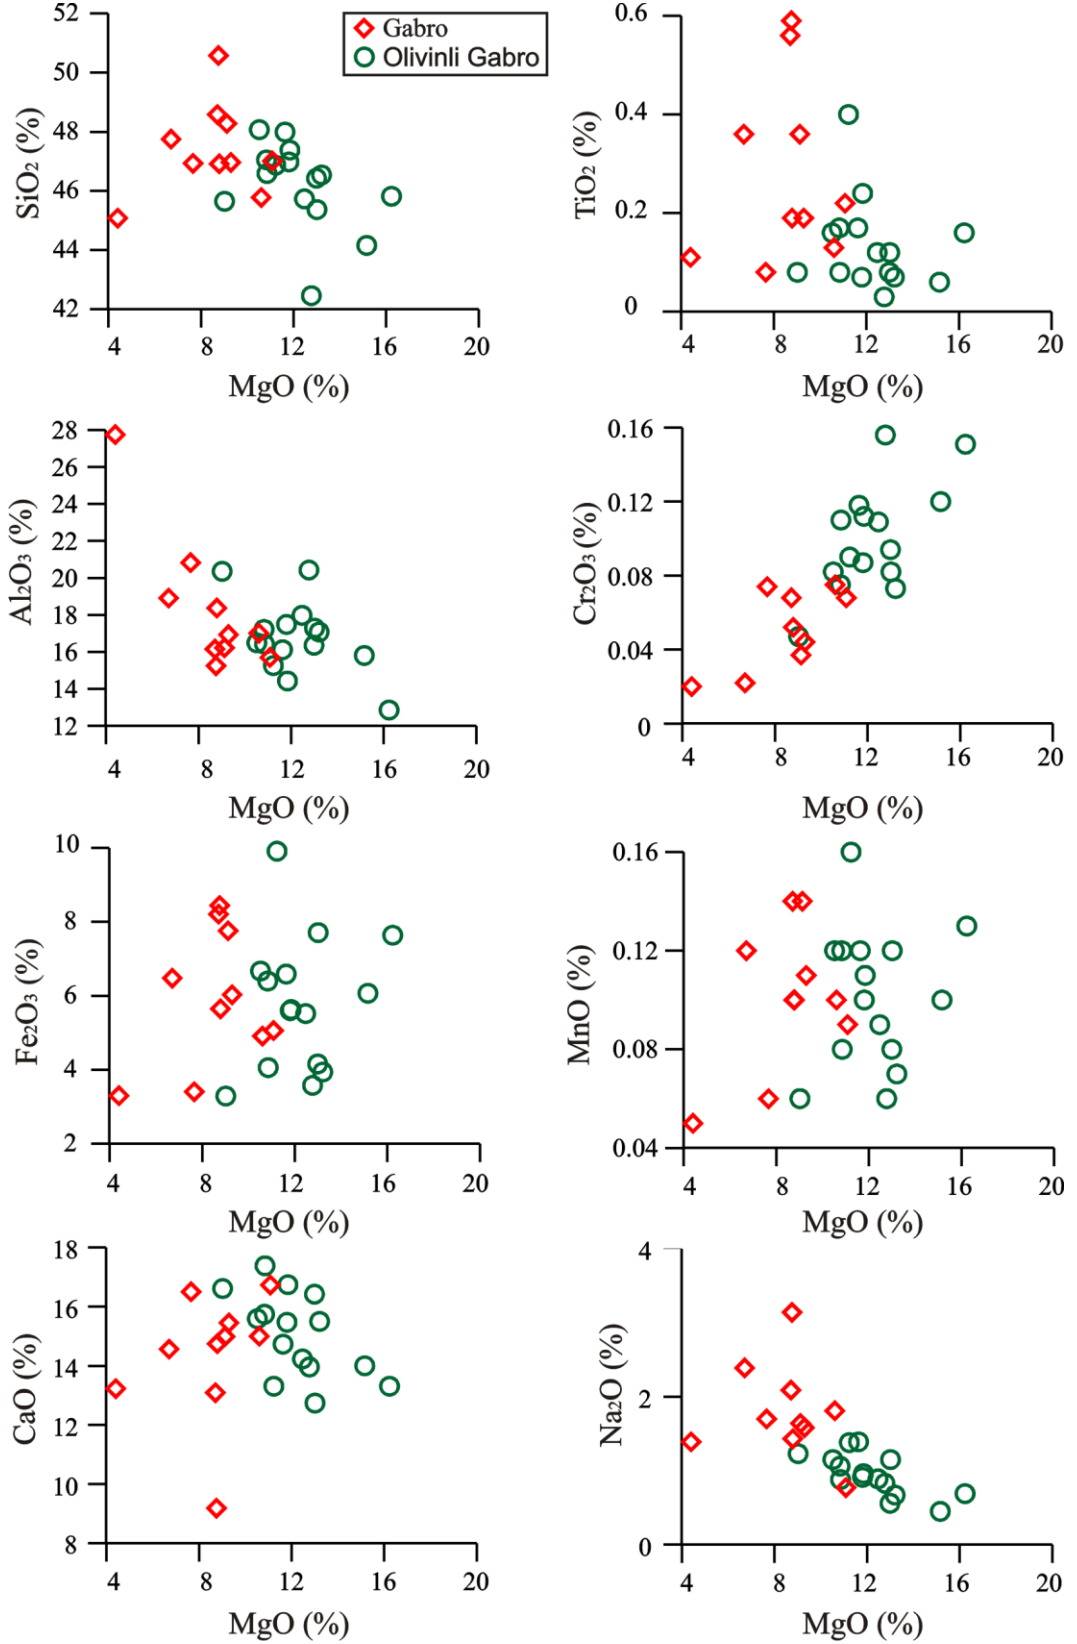 Gabro
Olivinli Gabro
52
50
48
46
44
42
SiO₂ (%)
4 8 12 16 20
MgO (%)
0.6
0.4
0.2
0
TiO₂ (%)
4 8 12 16 20
MgO (%)
28
26
24
22
20
18
16
14
12
Al₂O₃ (%)
4 8 12 16 20
MgO (%)
0.16
0.12
0.08
0.04
0
Cr₂O₃ (%)
4 8 12 16 20
MgO (%)
10
8
6
4
2
Fe₂O₃ (%)
4 8 12 16 20
MgO (%)
0.16
0.12
0.08
0.04
MnO (%)
4 8 12 16 20
MgO (%)
18
16
14
12
10
8
CaO (%)
4 8 12 16 20
MgO (%)
4
2
0
Na₂O (%)
4 8 12 16 20
MgO (%)